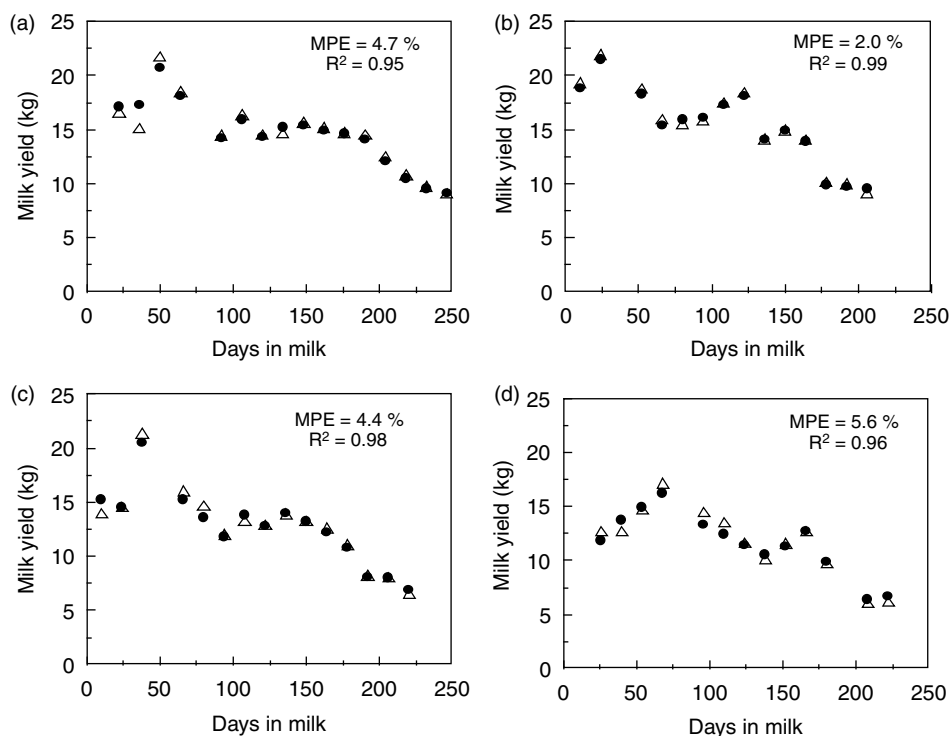 (a)
MPE = 4.7 %
R² = 0.95
Milk yield (kg)
25
20
15
10
5
0
0 50 100 150 200 250
Days in milk
(b)
MPE = 2.0 %
R² = 0.99
Milk yield (kg)
25
20
15
10
5
0
0 50 100 150 200 250
Days in milk
(c)
MPE = 4.4 %
R² = 0.98
Milk yield (kg)
25
20
15
10
5
0
0 50 100 150 200 250
Days in milk
(d)
MPE = 5.6 %
R² = 0.96
Milk yield (kg)
25
20
15
10
5
0
0 50 100 150 200 250
Days in milk